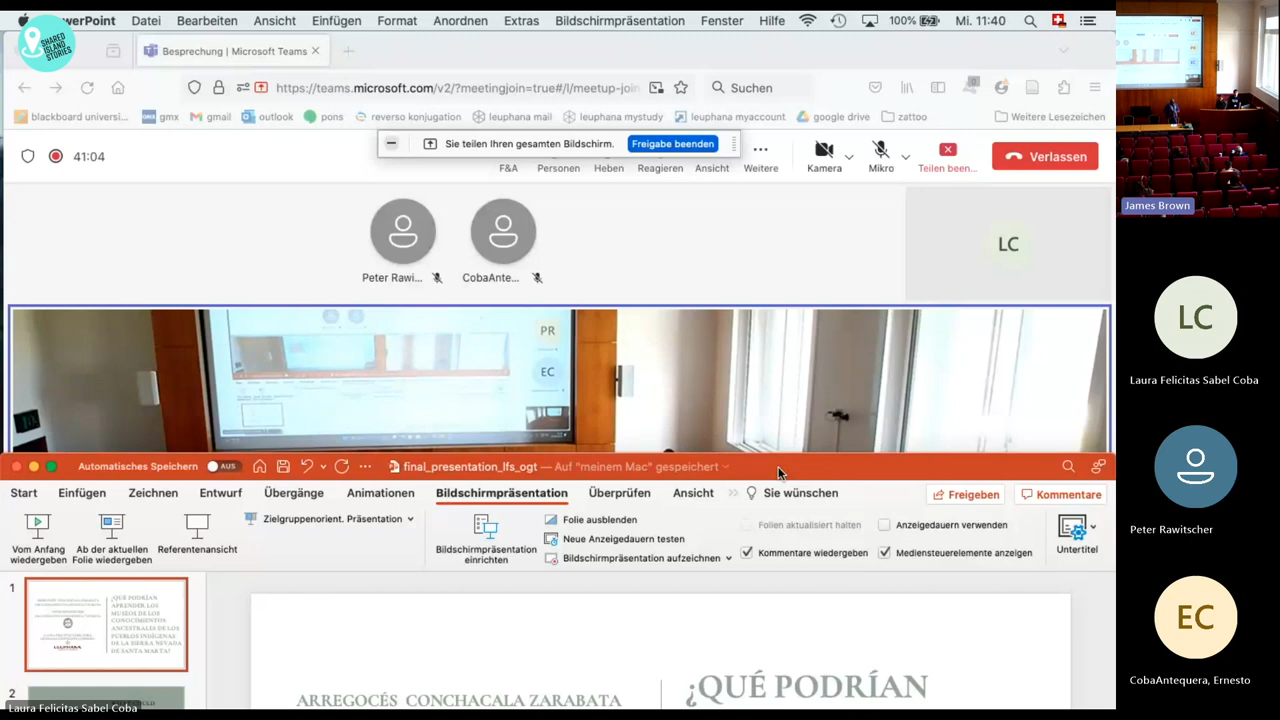 PowerPoint Datei Bearbeiten Ansicht Einfügen Format Anordnen Extras Bildschirmpräsentation Fenster Hilfe 100% Mi. 11:40
SHARED
ISLAND
STORIES
Besprechung | Microsoft Teams
https://teams.microsoft.com/v2/?meetingjoin=true#/l/meetup-join
Suchen
blackboard universi... gmx gmail outlook pons reverso konjugation leuphana mail leuphana mystudy leuphana myaccount google drive zattoo Weitere Lesezeichen
Sie teilen Ihren gesamten Bildschirm. Freigabe beenden
41:04
F&A Personen Heben Reagieren Ansicht Weitere Kamera Mikro Teilen been... Verlassen
James Brown
LC
Peter Rawi... CobaAnte...
PR
EC
LC
Laura Felicitas Sabel Coba
Peter Rawitscher
EC
CobaAntequera, Ernesto
Automatisches Speichern AUS final_presentation_lfs_ogt — Auf "meinem Mac" gespeichert
Start Einfügen Zeichnen Entwurf Übergänge Animationen Bildschirmpräsentation Überprüfen Ansicht Sie wünschen Freigeben Kommentare
Vom Anfang wiedergeben
Ab der aktuellen Folie wiedergeben
Referentenansicht
Zielgruppenorient. Präsentation
Bildschirmpräsentation einrichten
Folie ausblenden
Neue Anzeigedauern testen
Bildschirmpräsentation aufzeichnen
Folien aktualisiert halten
Kommentare wiedergeben
Anzeigedauern verwenden
Mediensteuerelemente anzeigen
Untertitel
1
¿QUÉ PODRÍAN
APRENDER LOS
MUSEOS DE LOS
CONOCIMIENTOS
ANCESTRALES DE LOS
PUEBLOS INDÍGENAS
DE LA SIERRA NEVADA
DE SANTA MARTA?
2
ARREGOCÉS CONCHACALA ZARABATA
¿QUÉ PODRÍAN
Laura Felicitas Sabel Coba